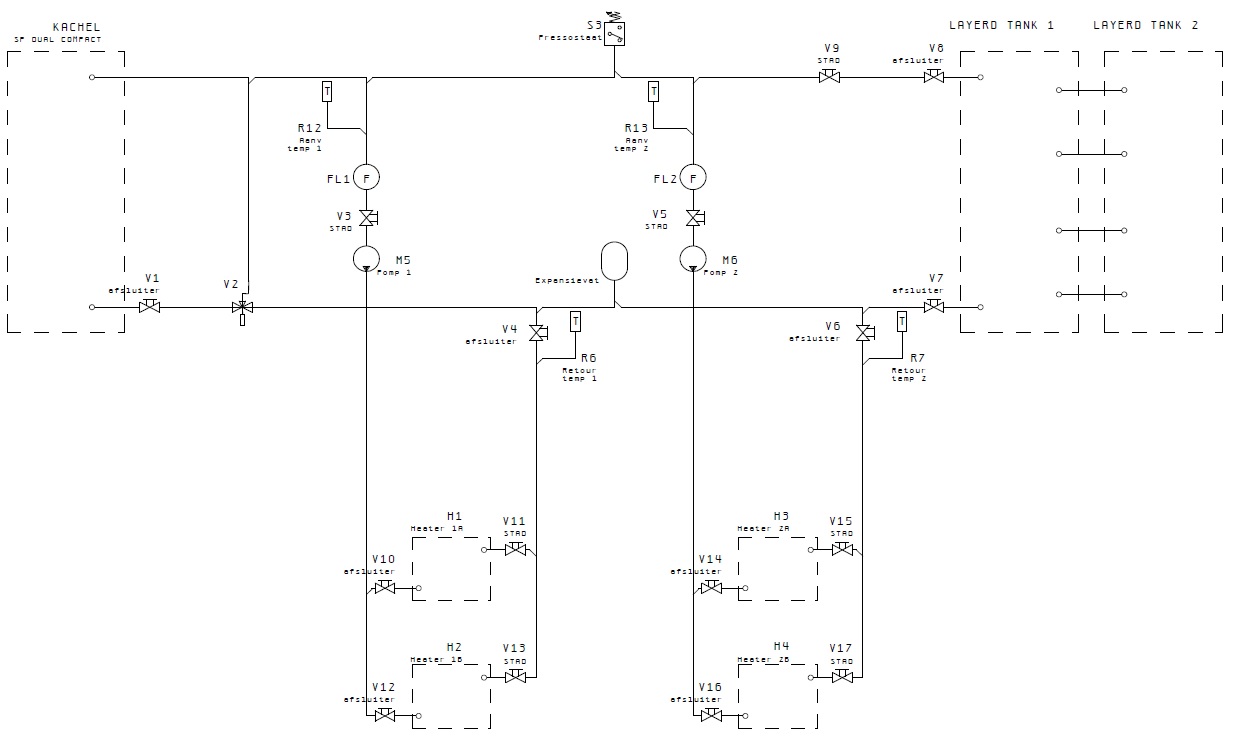 KACHEL
SF DUAL COMPACT
S3
Pressostaat
LAYERD TANK 1
LAYERD TANK 2
V9
STAD
V8
afsluiter
T
R12
Aanv
temp 1
T
R13
Aanv
temp 2
FL1
F
FL2
F
V3
STAD
V5
STAD
M5
Pomp 1
M6
Pomp 2
Expansievat
V1
afsluiter
V2
V7
afsluiter
V4
afsluiter
T
R6
Retour
temp 1
V6
afsluiter
T
R7
Retour
temp 2
H1
Heater 1A
V11
STAD
H3
Heater 2A
V15
STAD
V10
afsluiter
V14
afsluiter
H2
Heater 1B
V13
STAD
H4
Heater 2B
V17
STAD
V12
afsluiter
V16
afsluiter